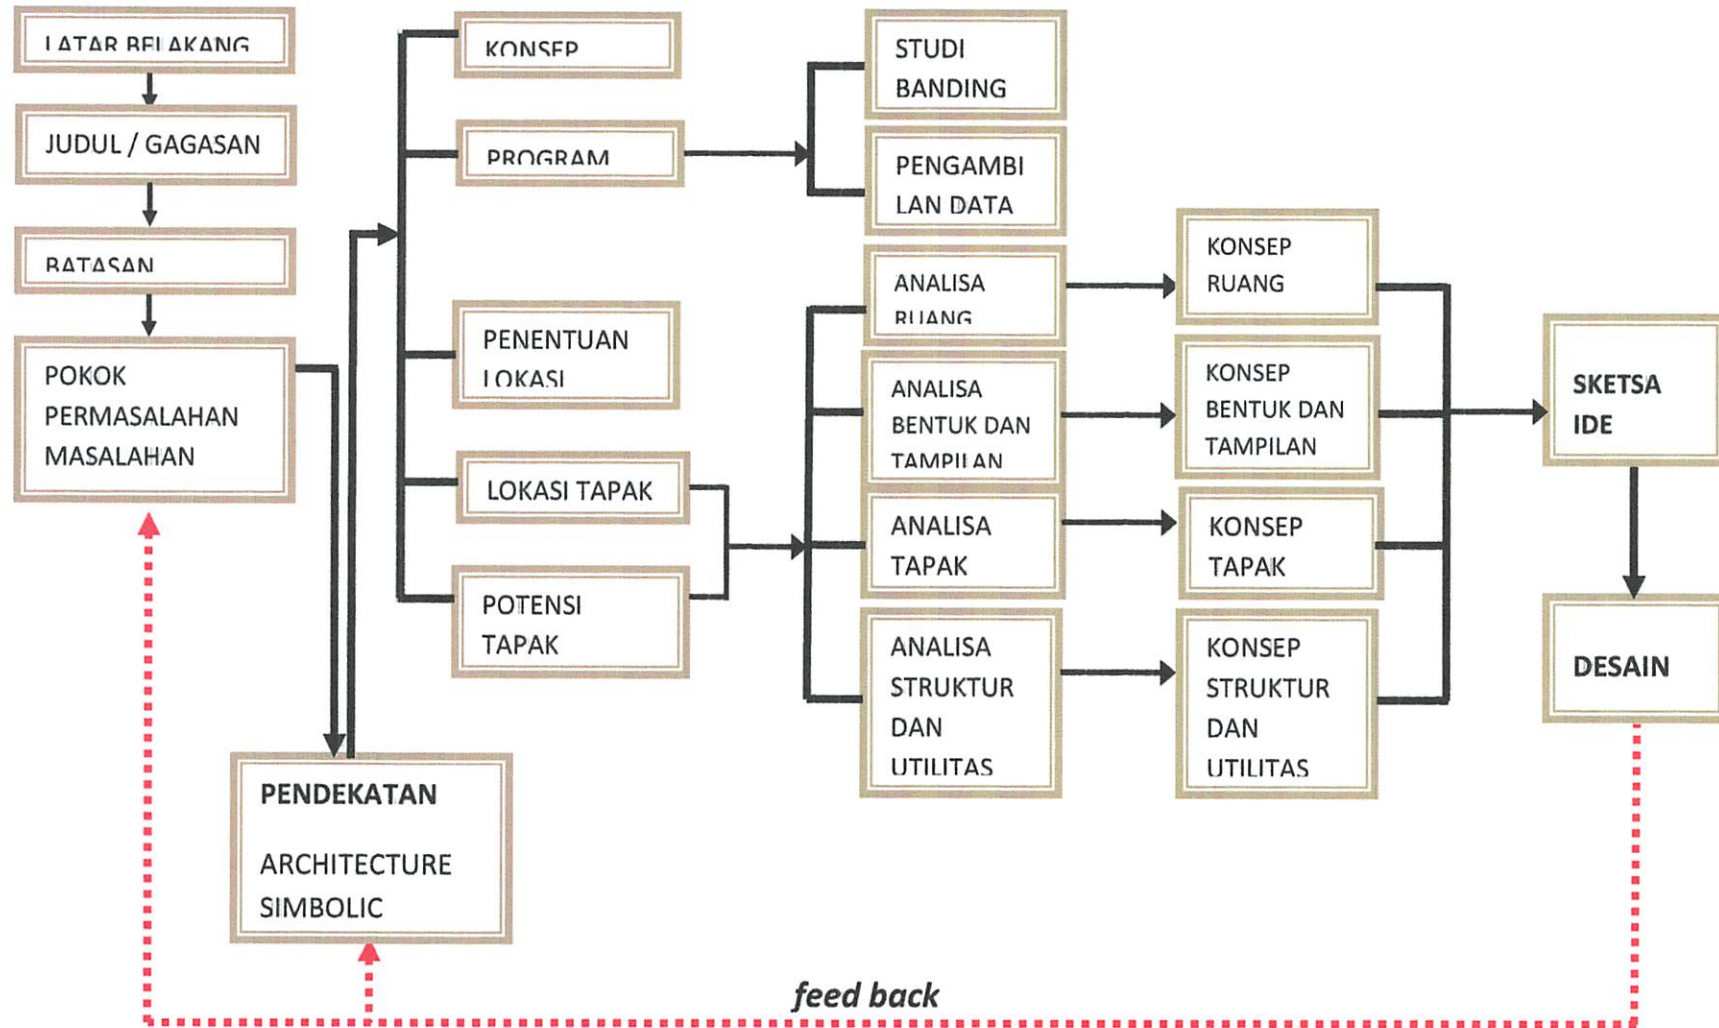 LATAR BELAKANG
JUDUL / GAGASAN
BATASAN
POKOK
PERMASALAHAN
MASALAHAN
PENDEKATAN
ARCHITECTURE
SIMBOLIC
KONSEP
PROGRAM
PENENTUAN
LOKASI
LOKASI TAPAK
POTENSI
TAPAK
STUDI
BANDING
PENGAMBI
LAN DATA
ANALISA
RUANG
ANALISA
BENTUK DAN
TAMPILAN
ANALISA
TAPAK
ANALISA
STRUKTUR
DAN
UTILITAS
KONSEP
RUANG
KONSEP
BENTUK DAN
TAMPILAN
KONSEP
TAPAK
KONSEP
STRUKTUR
DAN
UTILITAS
SKETSA
IDE
DESAIN
feed back